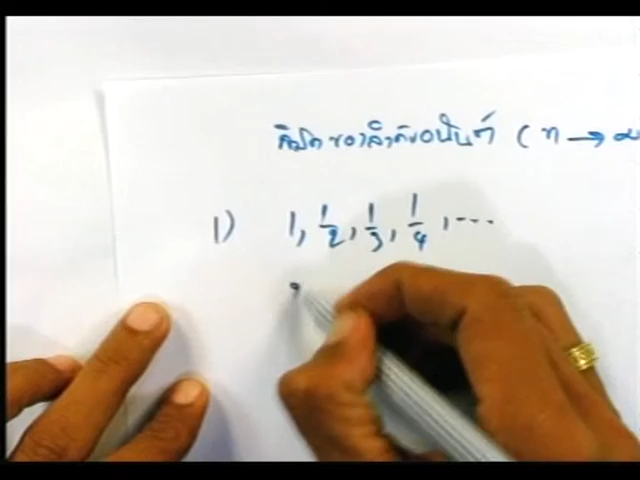 ลิมิตของลำดับอนันต์ ( n → ∞
1) 1, 1/2, 1/3, 1/4, ...